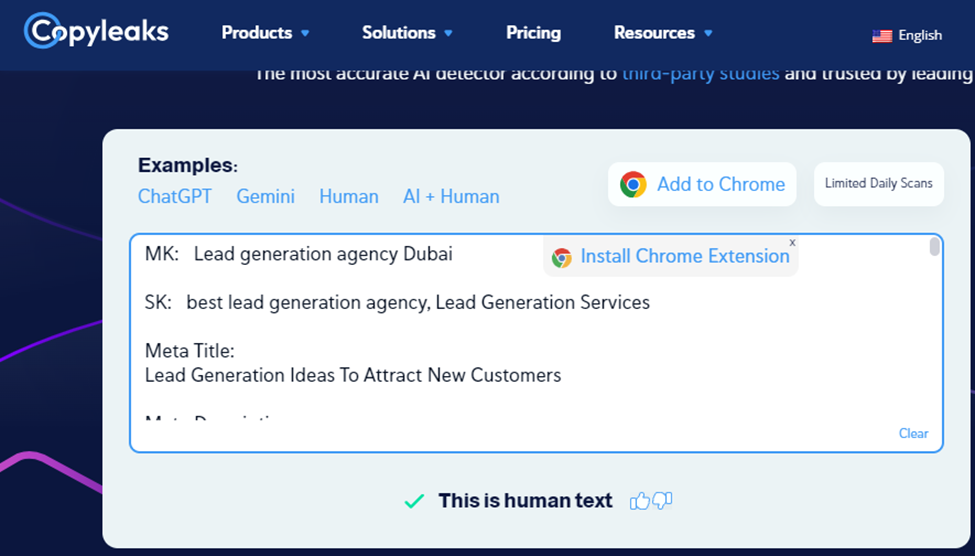 Copyleaks
Products Solutions Pricing Resources English
The most accurate AI detector according to third-party studies and trusted by leading
Examples:
ChatGPT Gemini Human AI + Human
Add to Chrome
Limited Daily Scans
MK: Lead generation agency Dubai
Install Chrome Extension
x
SK: best lead generation agency, Lead Generation Services
Meta Title:
Lead Generation Ideas To Attract New Customers
Clear
This is human text